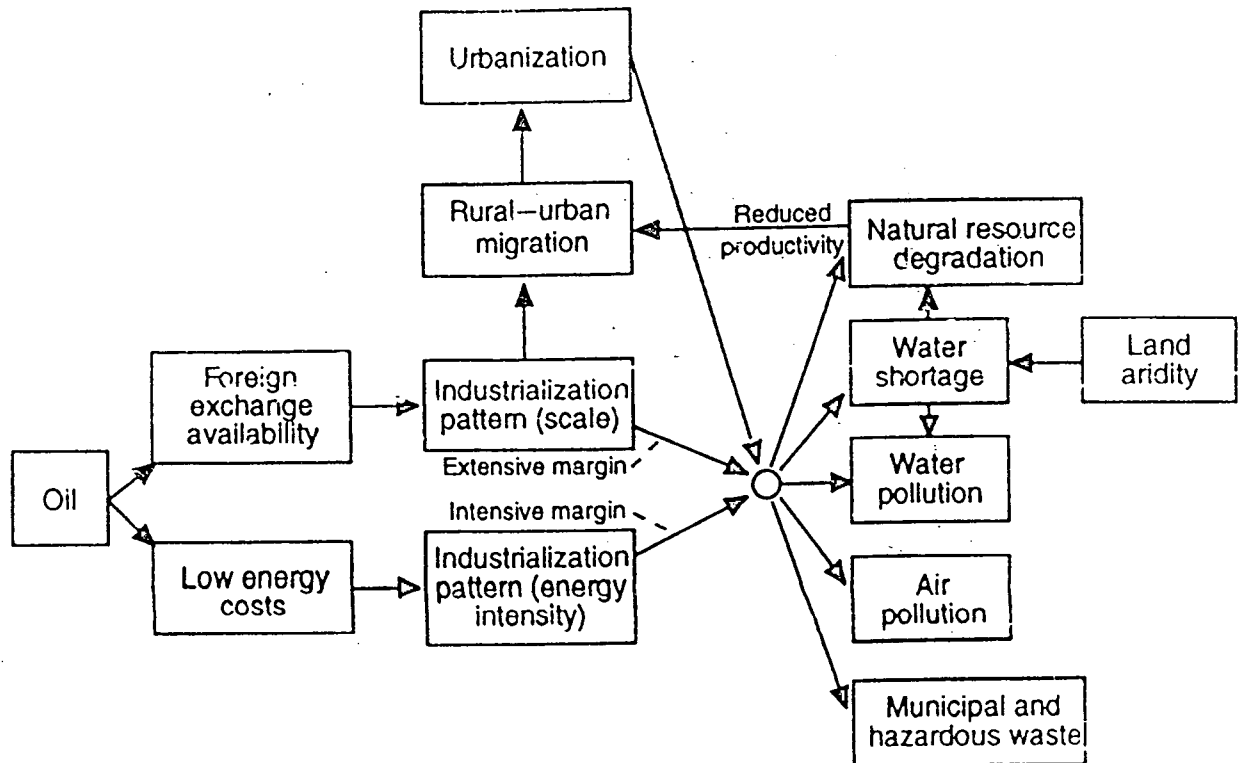 Urbanization
Rural–urban
migration
Reduced
productivity
Natural resource
degradation
Water
shortage
Land
aridity
Foreign
exchange
availability
Industrialization
pattern (scale)
Extensive margin
Water
pollution
Oil
Intensive margin
Low energy
costs
Industrialization
pattern (energy
intensity)
Air
pollution
Municipal and
hazardous waste